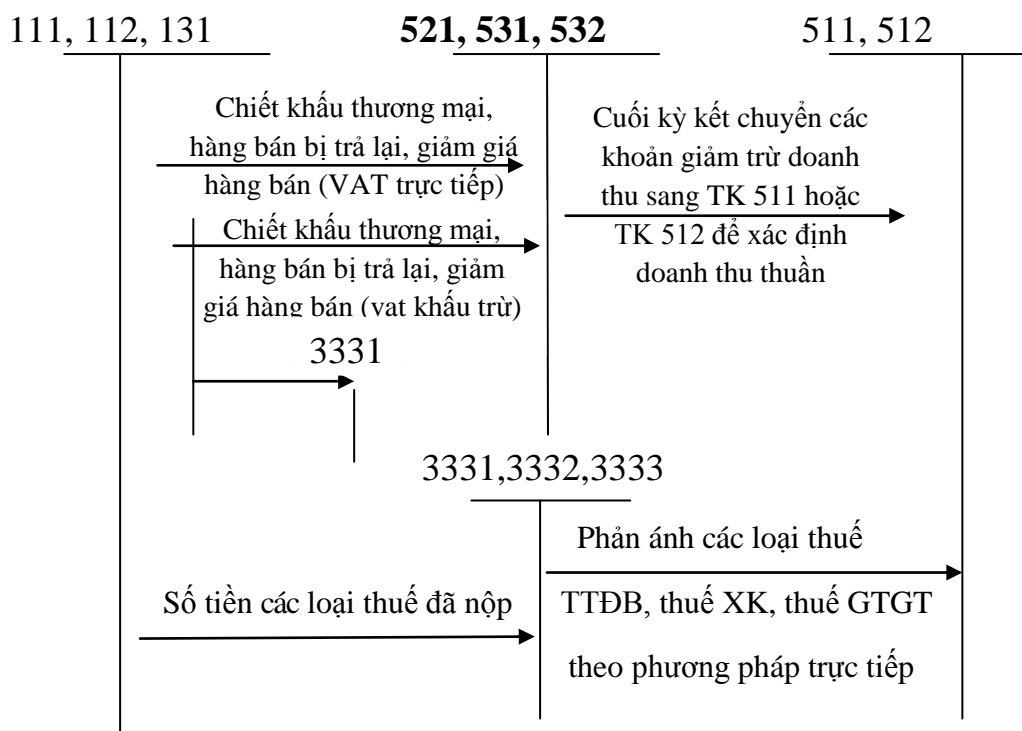 111, 112, 131
521, 531, 532
511, 512
Chiết khấu thương mại,
hàng bán bị trả lại, giảm giá
hàng bán (VAT trực tiếp)
Chiết khấu thương mại,
hàng bán bị trả lại, giảm
giá hàng bán (vat khấu trừ)
3331
Cuối kỳ kết chuyển các
khoản giảm trừ doanh
thu sang TK 511 hoặc
TK 512 để xác định
doanh thu thuần
3331,3332,3333
Số tiền các loại thuế đã nộp
Phản ánh các loại thuế
TTĐB, thuế XK, thuế GTGT
theo phương pháp trực tiếp